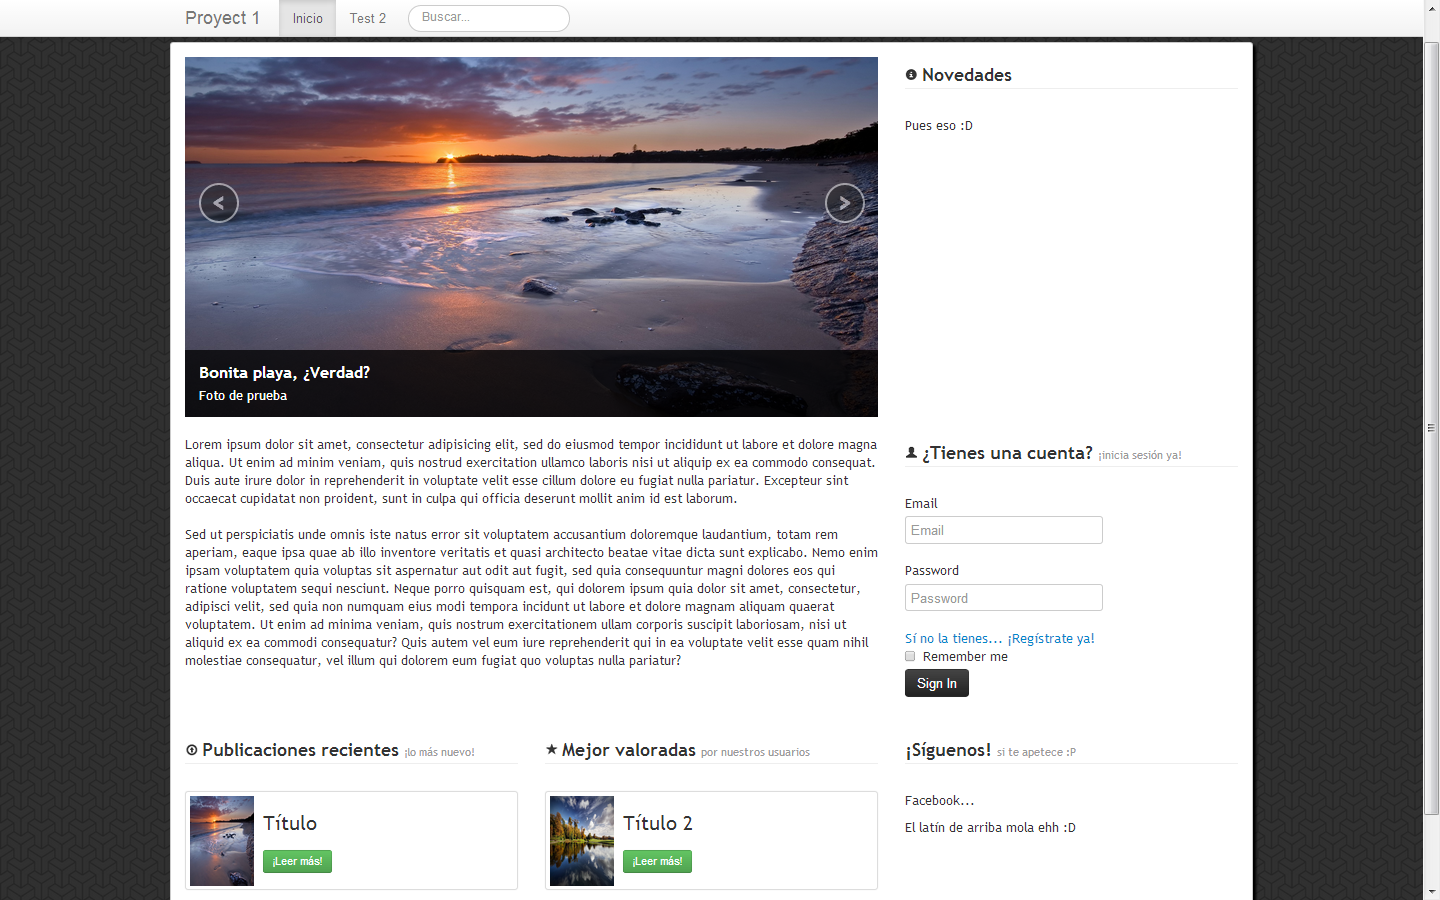 Proyect 1
Inicio
Test 2
Buscar...
Bonita playa, ¿Verdad?
Foto de prueba
Novedades
Pues eso :D
Lorem ipsum dolor sit amet, consectetur adipisicing elit, sed do eiusmod tempor incididunt ut labore et dolore magna
aliqua. Ut enim ad minim veniam, quis nostrud exercitation ullamco laboris nisi ut aliquip ex ea commodo consequat.
Duis aute irure dolor in reprehenderit in voluptate velit esse cillum dolore eu fugiat nulla pariatur. Excepteur sint
occaecat cupidatat non proident, sunt in culpa qui officia deserunt mollit anim id est laborum.
Sed ut perspiciatis unde omnis iste natus error sit voluptatem accusantium doloremque laudantium, totam rem
aperiam, eaque ipsa quae ab illo inventore veritatis et quasi architecto beatae vitae dicta sunt explicabo. Nemo enim
ipsam voluptatem quia voluptas sit aspernatur aut odit aut fugit, sed quia consequuntur magni dolores eos qui
ratione voluptatem sequi nesciunt. Neque porro quisquam est, qui dolorem ipsum quia dolor sit amet, consectetur,
adipisci velit, sed quia non numquam eius modi tempora incidunt ut labore et dolore magnam aliquam quaerat
voluptatem. Ut enim ad minima veniam, quis nostrum exercitationem ullam corporis suscipit laboriosam, nisi ut
aliquid ex ea commodi consequatur? Quis autem vel eum iure reprehenderit qui in ea voluptate velit esse quam nihil
molestiae consequatur, vel illum qui dolorem eum fugiat quo voluptas nulla pariatur?
¿Tienes una cuenta? ¡inicia sesión ya!
Email
Email
Password
Password
Sí no la tienes... ¡Regístrate ya!
Remember me
Sign In
Publicaciones recientes ¡lo más nuevo!
Título
¡Leer más!
Mejor valoradas por nuestros usuarios
Título 2
¡Leer más!
¡Síguenos! si te apetece :P
Facebook...
El latín de arriba mola ehh :D